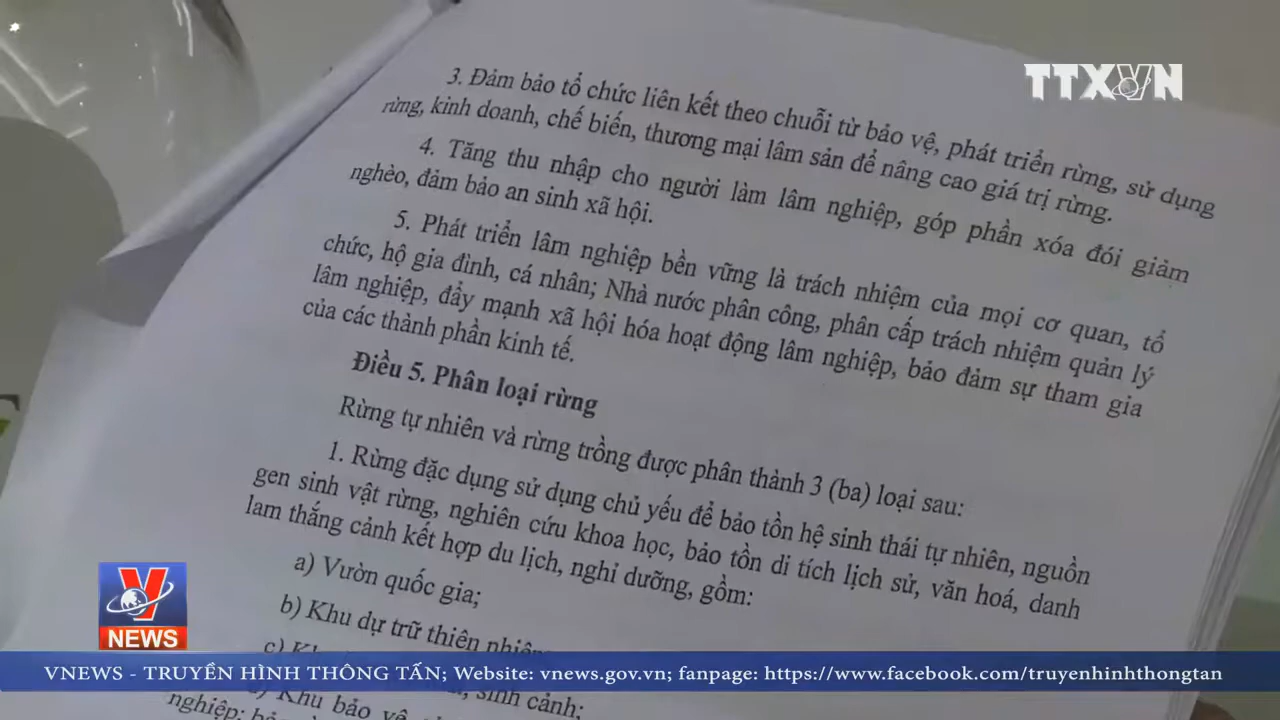 TTXVN
3. Đảm bảo tổ chức liên kết theo chuỗi từ bảo vệ, phát triển rừng, sử dụng
rừng, kinh doanh, chế biến, thương mại lâm sản để nâng cao giá trị rừng.
4. Tăng thu nhập cho người làm lâm nghiệp, góp phần xóa đói giảm
nghèo, đảm bảo an sinh xã hội.
5. Phát triển lâm nghiệp bền vững là trách nhiệm của mọi cơ quan, tổ
chức, hộ gia đình, cá nhân; Nhà nước phân công, phân cấp trách nhiệm quản lý
lâm nghiệp, đẩy mạnh xã hội hóa hoạt động lâm nghiệp, bảo đảm sự tham gia
của các thành phần kinh tế.
Điều 5. Phân loại rừng
Rừng tự nhiên và rừng trồng được phân thành 3 (ba) loại sau:
1. Rừng đặc dụng sử dụng chủ yếu để bảo tồn hệ sinh thái tự nhiên, nguồn
gen sinh vật rừng, nghiên cứu khoa học, bảo tồn di tích lịch sử, văn hoá, danh
lam thắng cảnh kết hợp du lịch, nghỉ dưỡng, gồm:
a) Vườn quốc gia;
b) Khu dự trữ thiên nhiên
sinh cảnh;
Khu bảo vệ
nghiệp;
V NEWS
VNEWS - TRUYỀN HÌNH THÔNG TẤN; Website: vnews.gov.vn; fanpage: https://www.facebook.com/truyenhinhthongtan